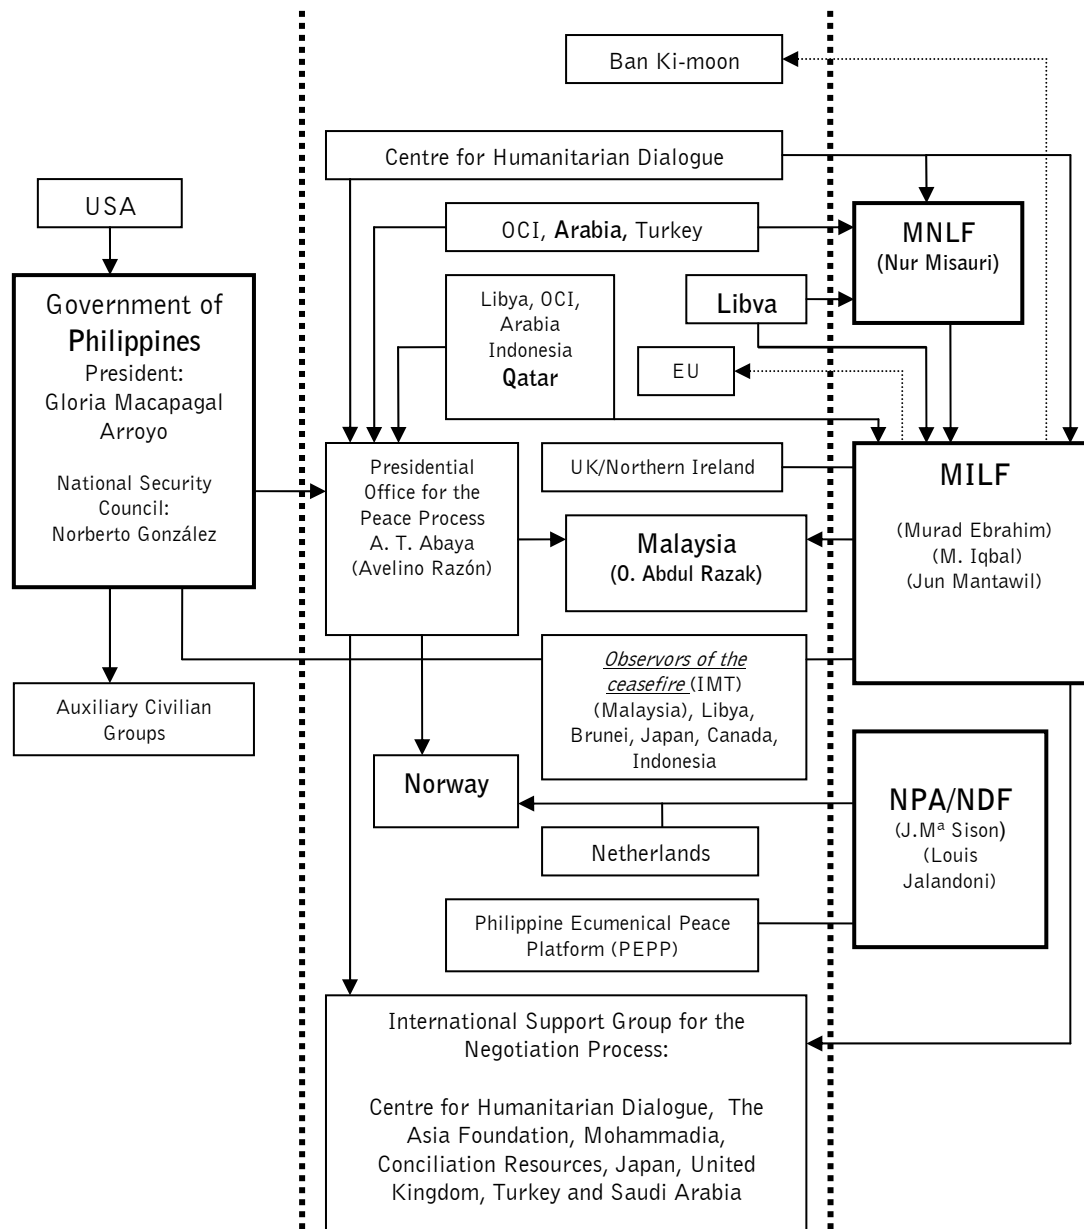 Ban Ki-moon
Centre for Humanitarian Dialogue
USA
OCI, Arabia, Turkey
MNLF
(Nur Misauri)
Government of
Philippines
President:
Gloria Macapagal
Arroyo
National Security
Council:
Norberto González
Libya, OCI,
Arabia
Indonesia
Qatar
Libva
EU
Presidential
Office for the
Peace Process
A. T. Abaya
(Avelino Razón)
UK/Northern Ireland
MILF
(Murad Ebrahim)
(M. Iqbal)
(Jun Mantawil)
Malaysia
(O. Abdul Razak)
Observors of the
ceasefire (IMT)
(Malaysia), Libya,
Brunei, Japan, Canada,
Indonesia
Auxiliary Civilian
Groups
Norway
NPA/NDF
(J.Mª Sison)
(Louis
Jalandoni)
Netherlands
Philippine Ecumenical Peace
Platform (PEPP)
International Support Group for the
Negotiation Process:
Centre for Humanitarian Dialogue, The
Asia Foundation, Mohammadia,
Conciliation Resources, Japan, United
Kingdom, Turkey and Saudi Arabia